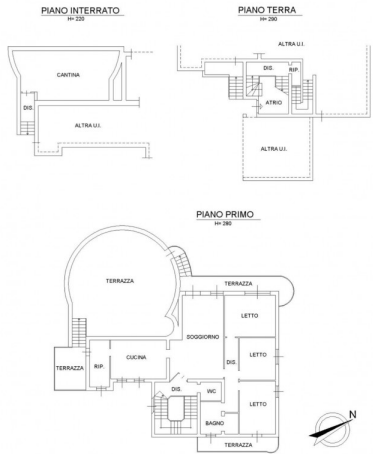 PIANO INTERRATO
H= 220
CANTINA
DIS.
ALTRA U.I.
PIANO TERRA
H= 290
ALTRA U.I.
DIS.
RIP.
ATRIO
ALTRA U.I.
PIANO PRIMO
H= 280
TERRAZZA
TERRAZZA
LETTO
SOGGIORNO
TERRAZZA
RIP.
CUCINA
DIS.
LETTO
DIS.
WC
LETTO
BAGNO
TERRAZZA
N